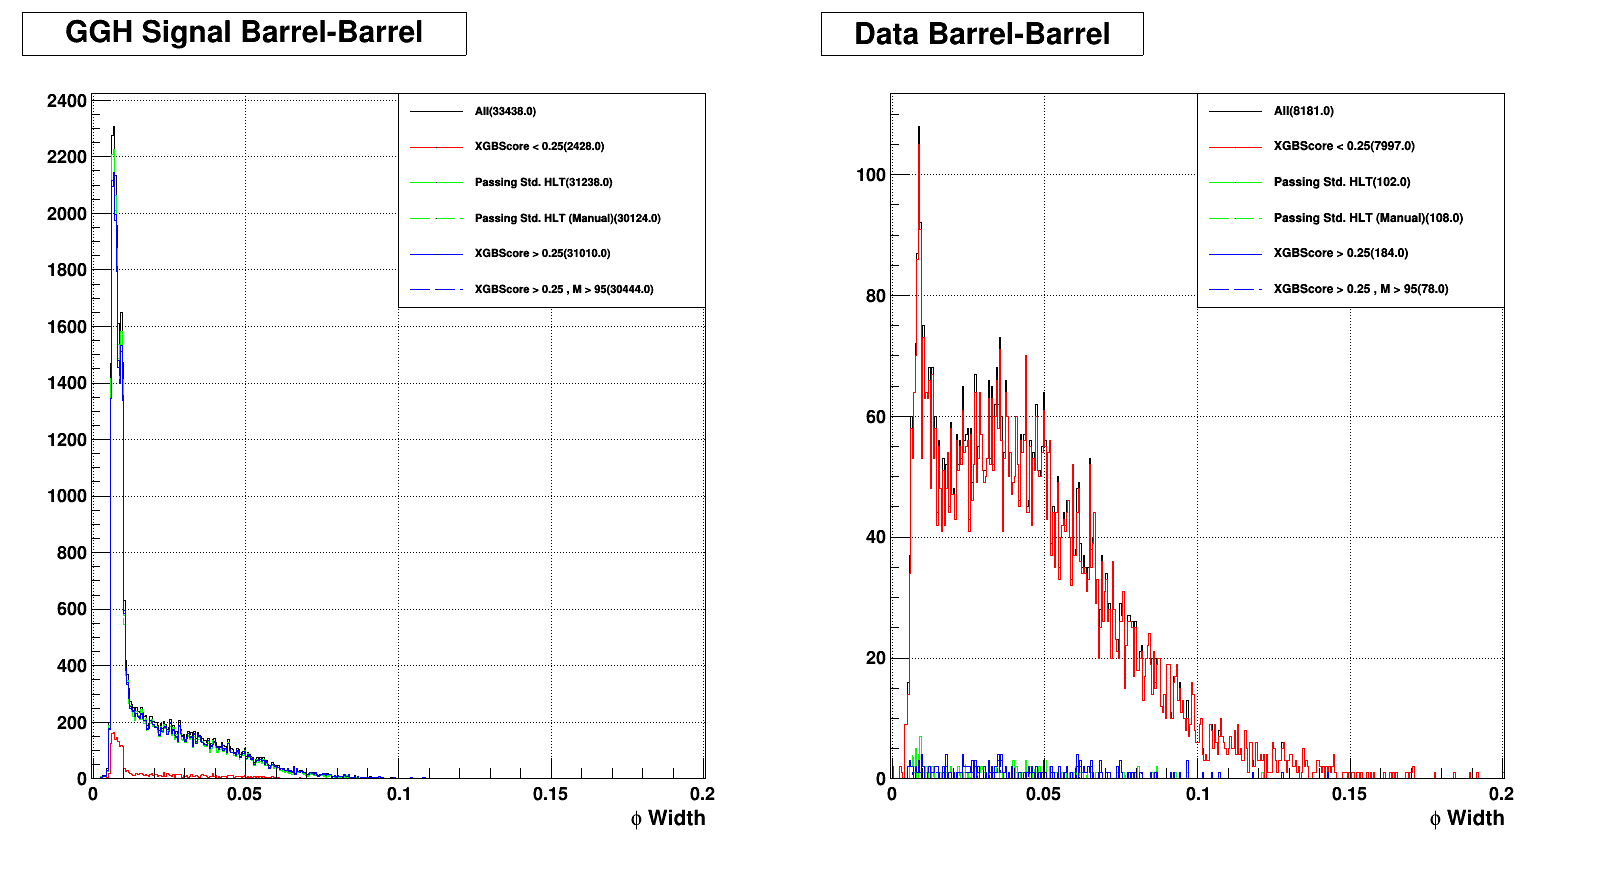 GGH Signal Barrel-Barrel
2400
2200
2000
1800
1600
1400
1200
1000
800
600
400
200
0
0
0.05
0.1
0.15
0.2
ϕ Width
All(33438.0)
XGBScore < 0.25(2428.0)
Passing Std. HLT(31238.0)
Passing Std. HLT (Manual)(30124.0)
XGBScore > 0.25(31010.0)
XGBScore > 0.25 , M > 95(30444.0)
Data Barrel-Barrel
100
80
60
40
20
0
0
0.05
0.1
0.15
0.2
ϕ Width
All(8181.0)
XGBScore < 0.25(7997.0)
Passing Std. HLT(102.0)
Passing Std. HLT (Manual)(108.0)
XGBScore > 0.25(184.0)
XGBScore > 0.25 , M > 95(78.0)